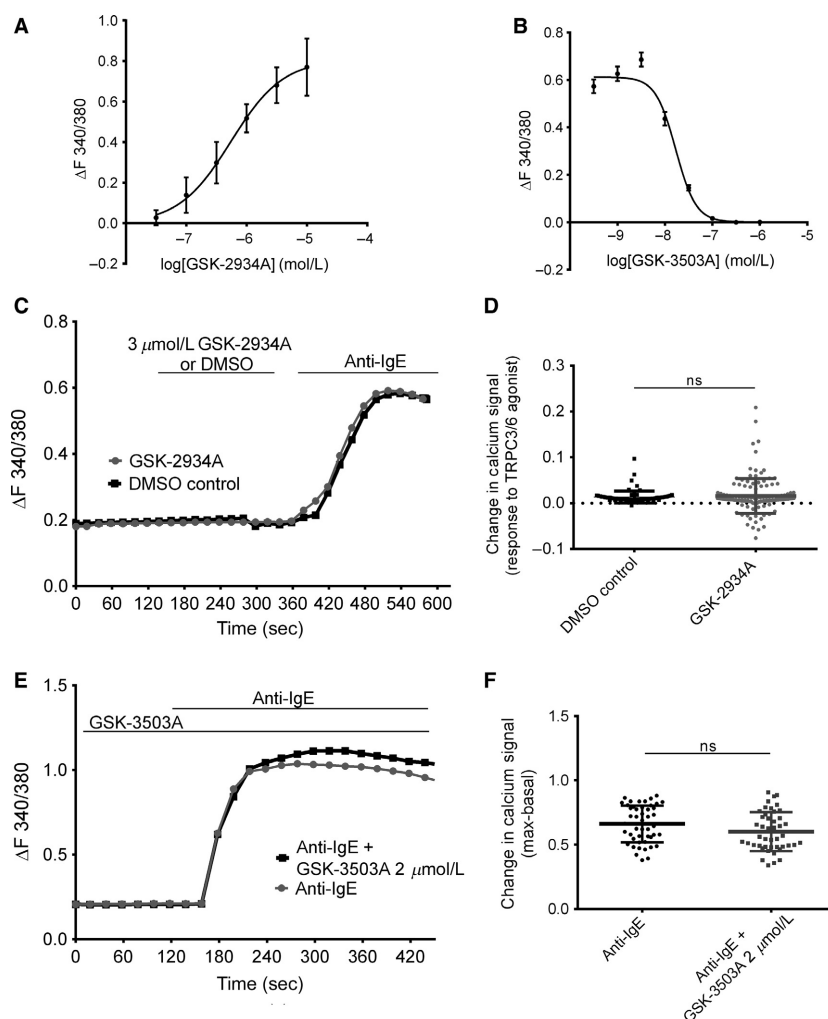 A
ΔF 340/380
1.0
0.8
0.6
0.4
0.2
0.0
−0.2
−7
−6
−5
−4
log[GSK-2934A] (mol/L)
B
ΔF 340/380
0.8
0.6
0.4
0.2
0.0
−0.2
−9
−8
−7
−6
−5
log[GSK-3503A] (mol/L)
C
ΔF 340/380
0.8
0.6
0.4
0.2
0.0
3 μmol/L GSK-2934A
or DMSO
Anti-IgE
GSK-2934A
DMSO control
0 60 120 180 240 300 360 420 480 540 600
Time (sec)
D
Change in calcium signal
(response to TRPC3/6 agonist)
0.3
0.2
0.1
0.0
−0.1
ns
DMSO control
GSK-2934A
E
ΔF 340/380
1.5
1.0
0.5
0.0
Anti-IgE
GSK-3503A
Anti-IgE +
GSK-3503A 2 μmol/L
Anti-IgE
0 60 120 180 240 300 360 420
Time (sec)
F
Change in calcium signal
(max-basal)
1.5
1.0
0.5
0.0
ns
Anti-IgE
Anti-IgE +
GSK-3503A 2 μmol/L